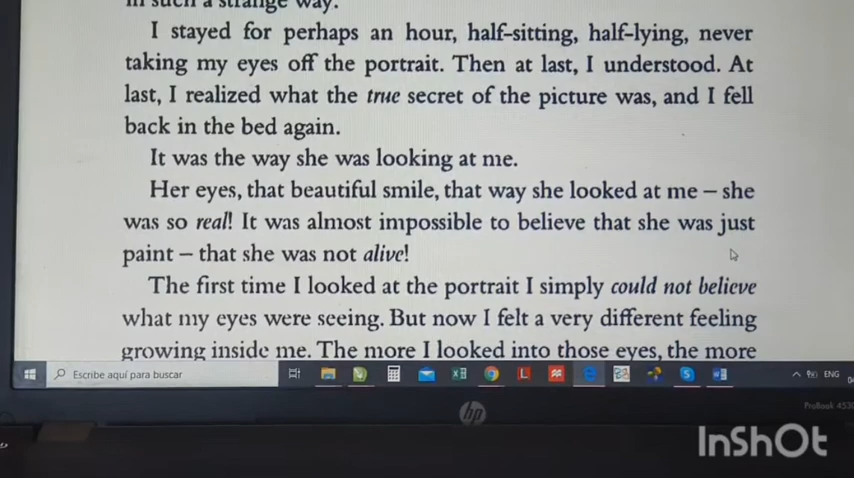 in such a strange way.
I stayed for perhaps an hour, half-sitting, half-lying, never
taking my eyes off the portrait. Then at last, I understood. At
last, I realized what the true secret of the picture was, and I fell
back in the bed again.
It was the way she was looking at me.
Her eyes, that beautiful smile, that way she looked at me – she
was so real! It was almost impossible to believe that she was just
paint – that she was not alive!
The first time I looked at the portrait I simply could not believe
what my eyes were seeing. But now I felt a very different feeling
growing inside me. The more I looked into those eyes, the more
Escribe aquí para buscar
ENG
hp
ProBook 4530
InShOt